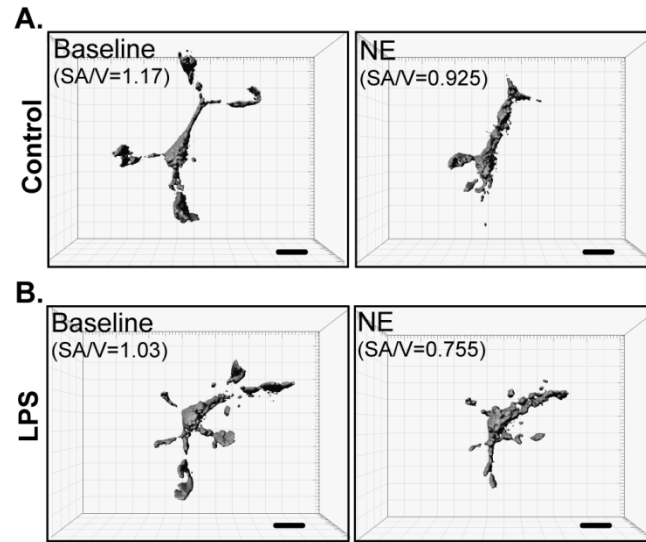 A.
Baseline
(SA/V=1.17)
NE
(SA/V=0.925)
Control
B.
Baseline
(SA/V=1.03)
NE
(SA/V=0.755)
LPS